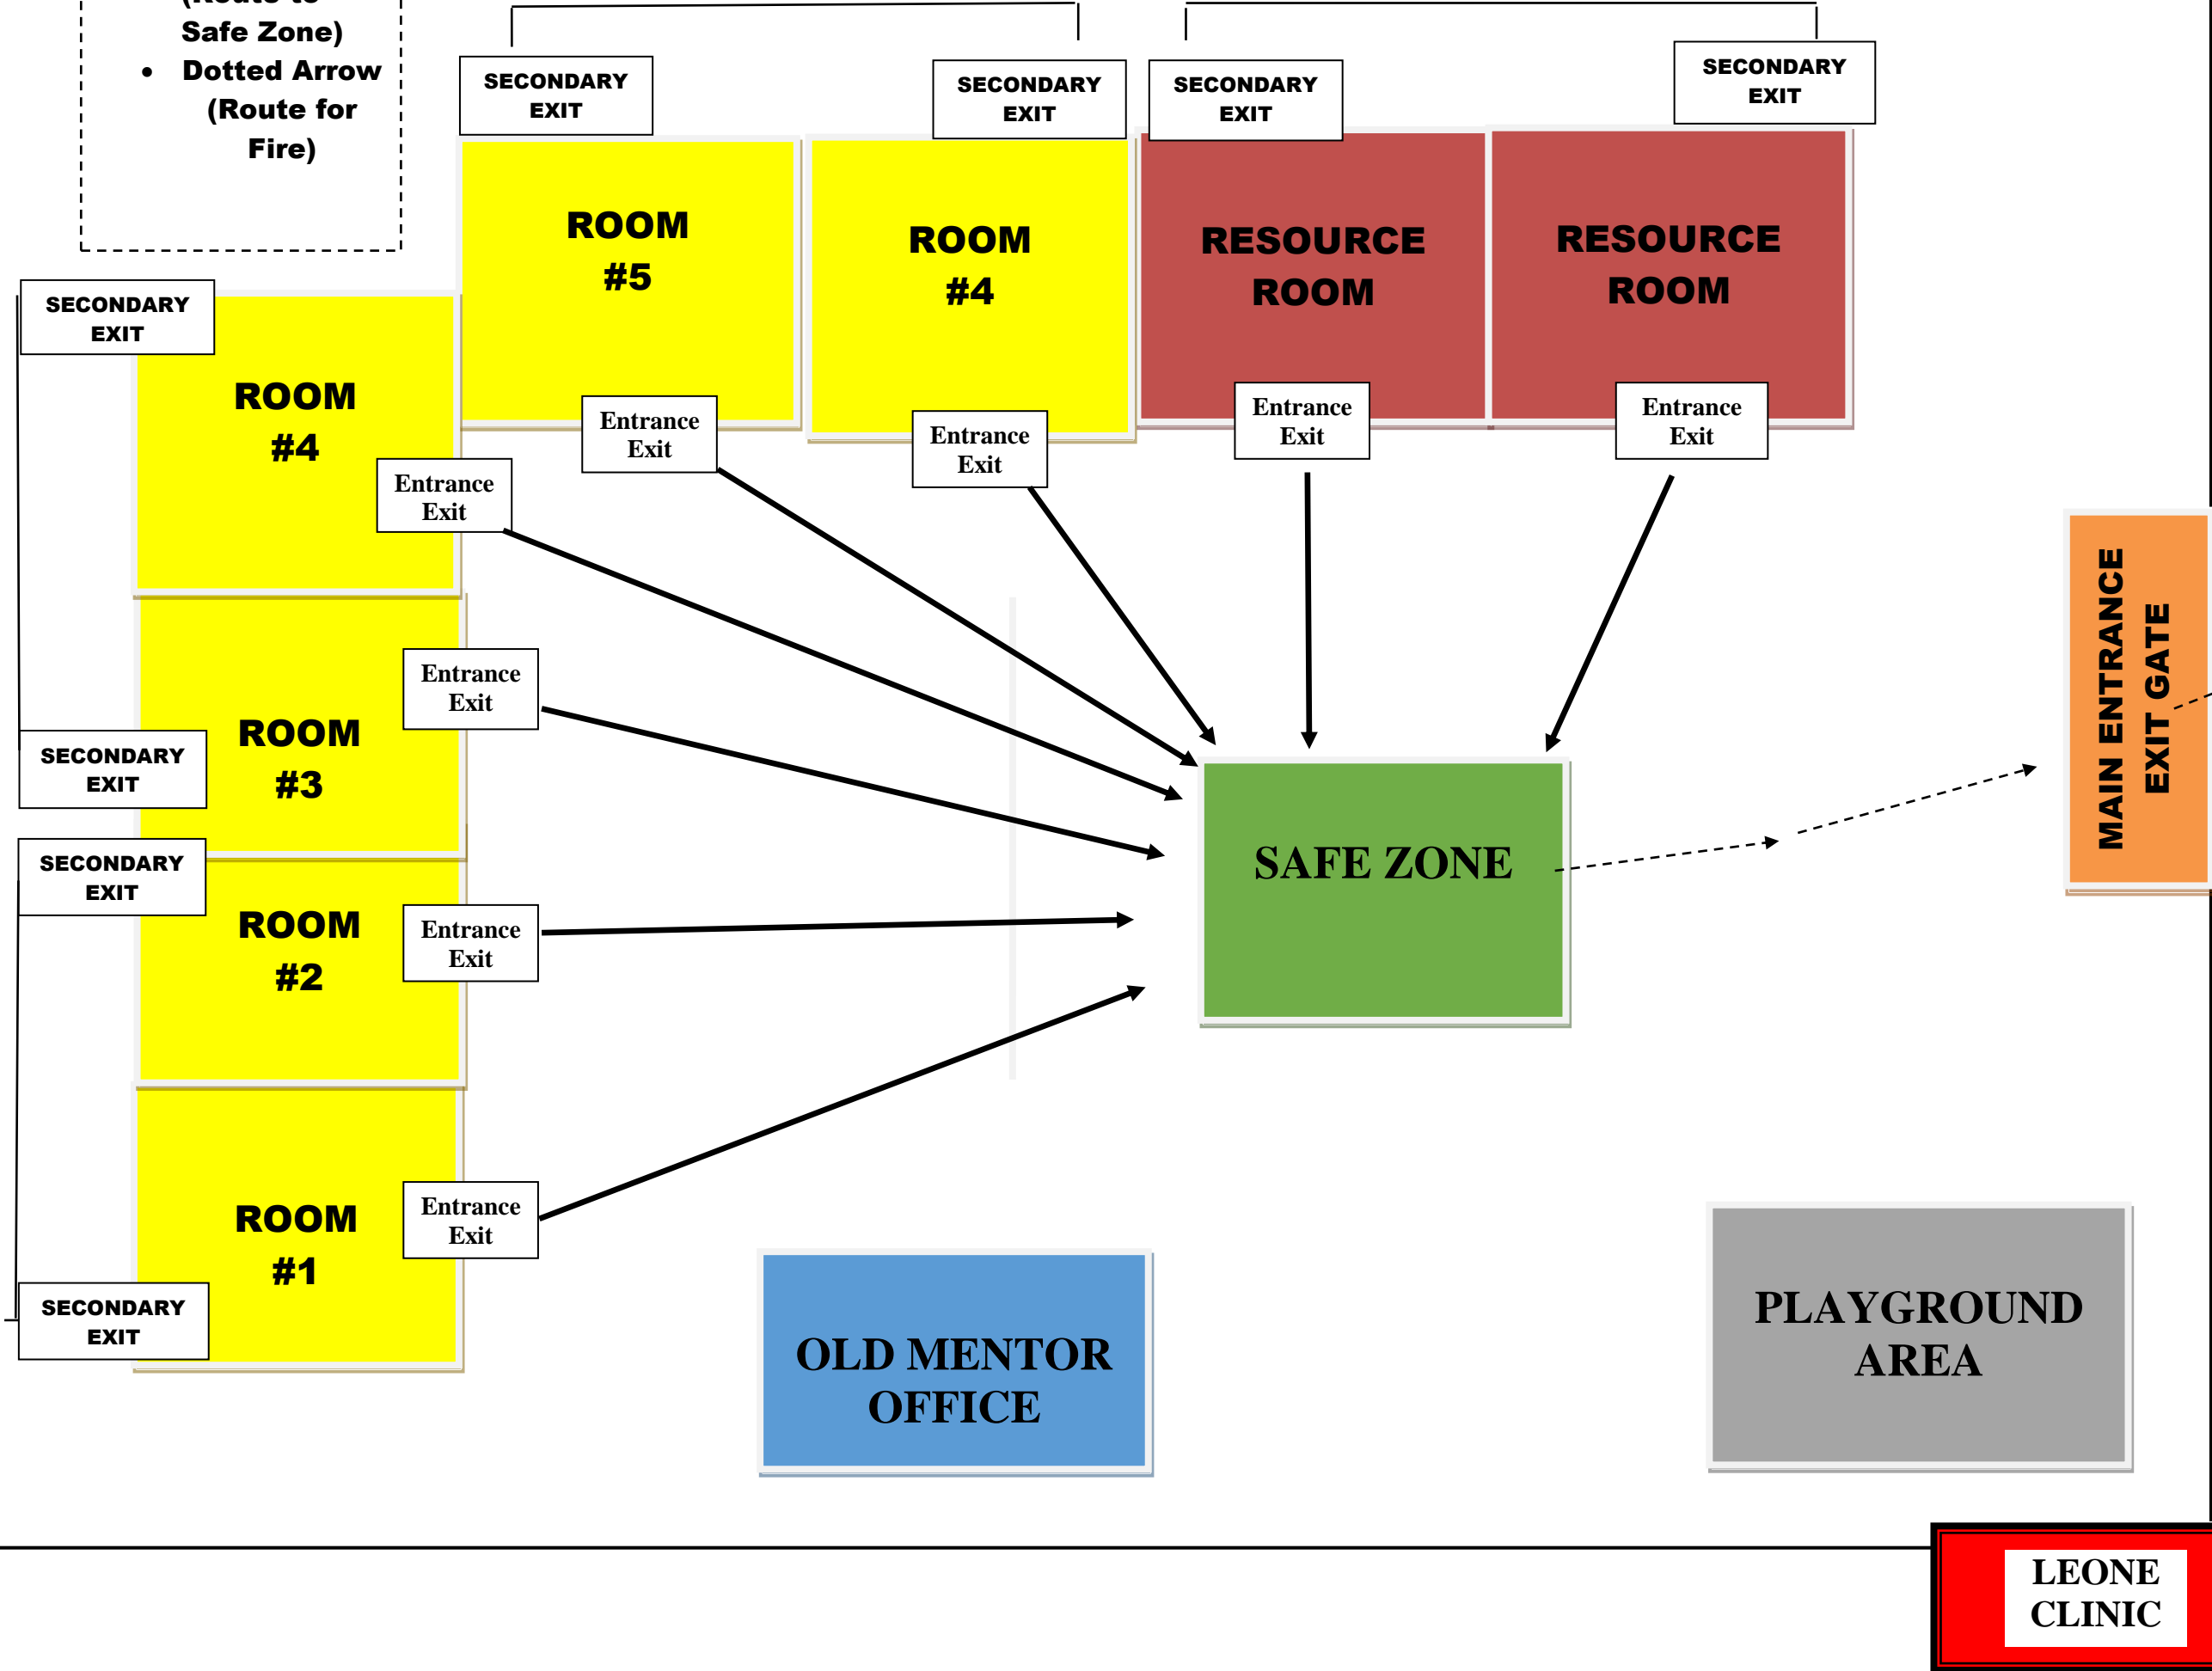 (Route to
Safe Zone)
• Dotted Arrow
(Route for
Fire)
SECONDARY
EXIT
SECONDARY
EXIT
SECONDARY
EXIT
SECONDARY
EXIT
ROOM
#5
ROOM
#4
RESOURCE
ROOM
RESOURCE
ROOM
SECONDARY
EXIT
ROOM
#4
Entrance
Exit
Entrance
Exit
Entrance
Exit
Entrance
Exit
Entrance
Exit
MAIN ENTRANCE
EXIT GATE
Entrance
Exit
ROOM
#3
SECONDARY
EXIT
SAFE ZONE
SECONDARY
EXIT
ROOM
#2
Entrance
Exit
ROOM
#1
Entrance
Exit
SECONDARY
EXIT
OLD MENTOR
OFFICE
PLAYGROUND
AREA
LEONE
CLINIC